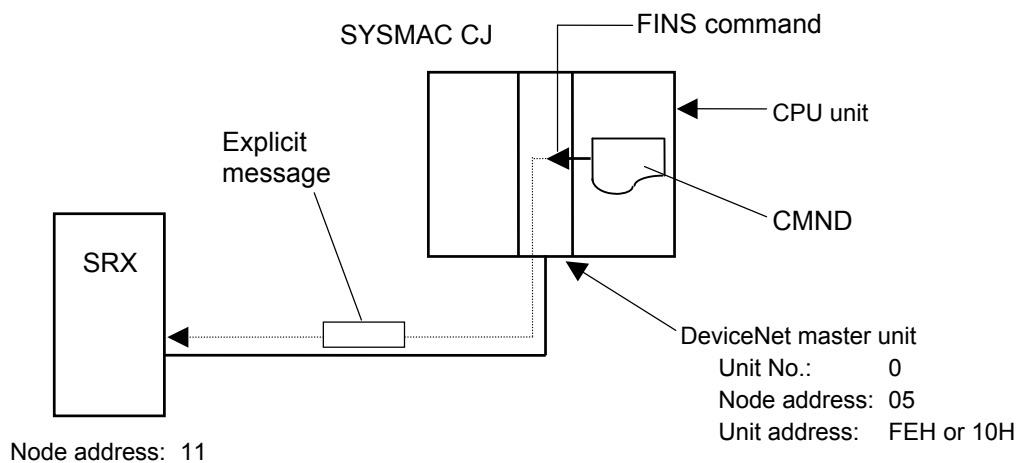 FINS command
SYSMAC CJ
CPU unit
Explicit
message
CMND
SRX
DeviceNet master unit
Unit No.: 0
Node address: 05
Unit address: FEH or 10H
Node address: 11